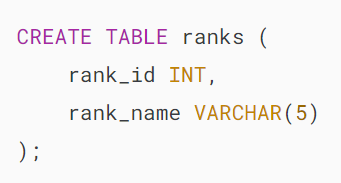 CREATE TABLE ranks (
    rank_id INT,
    rank_name VARCHAR(5)
);